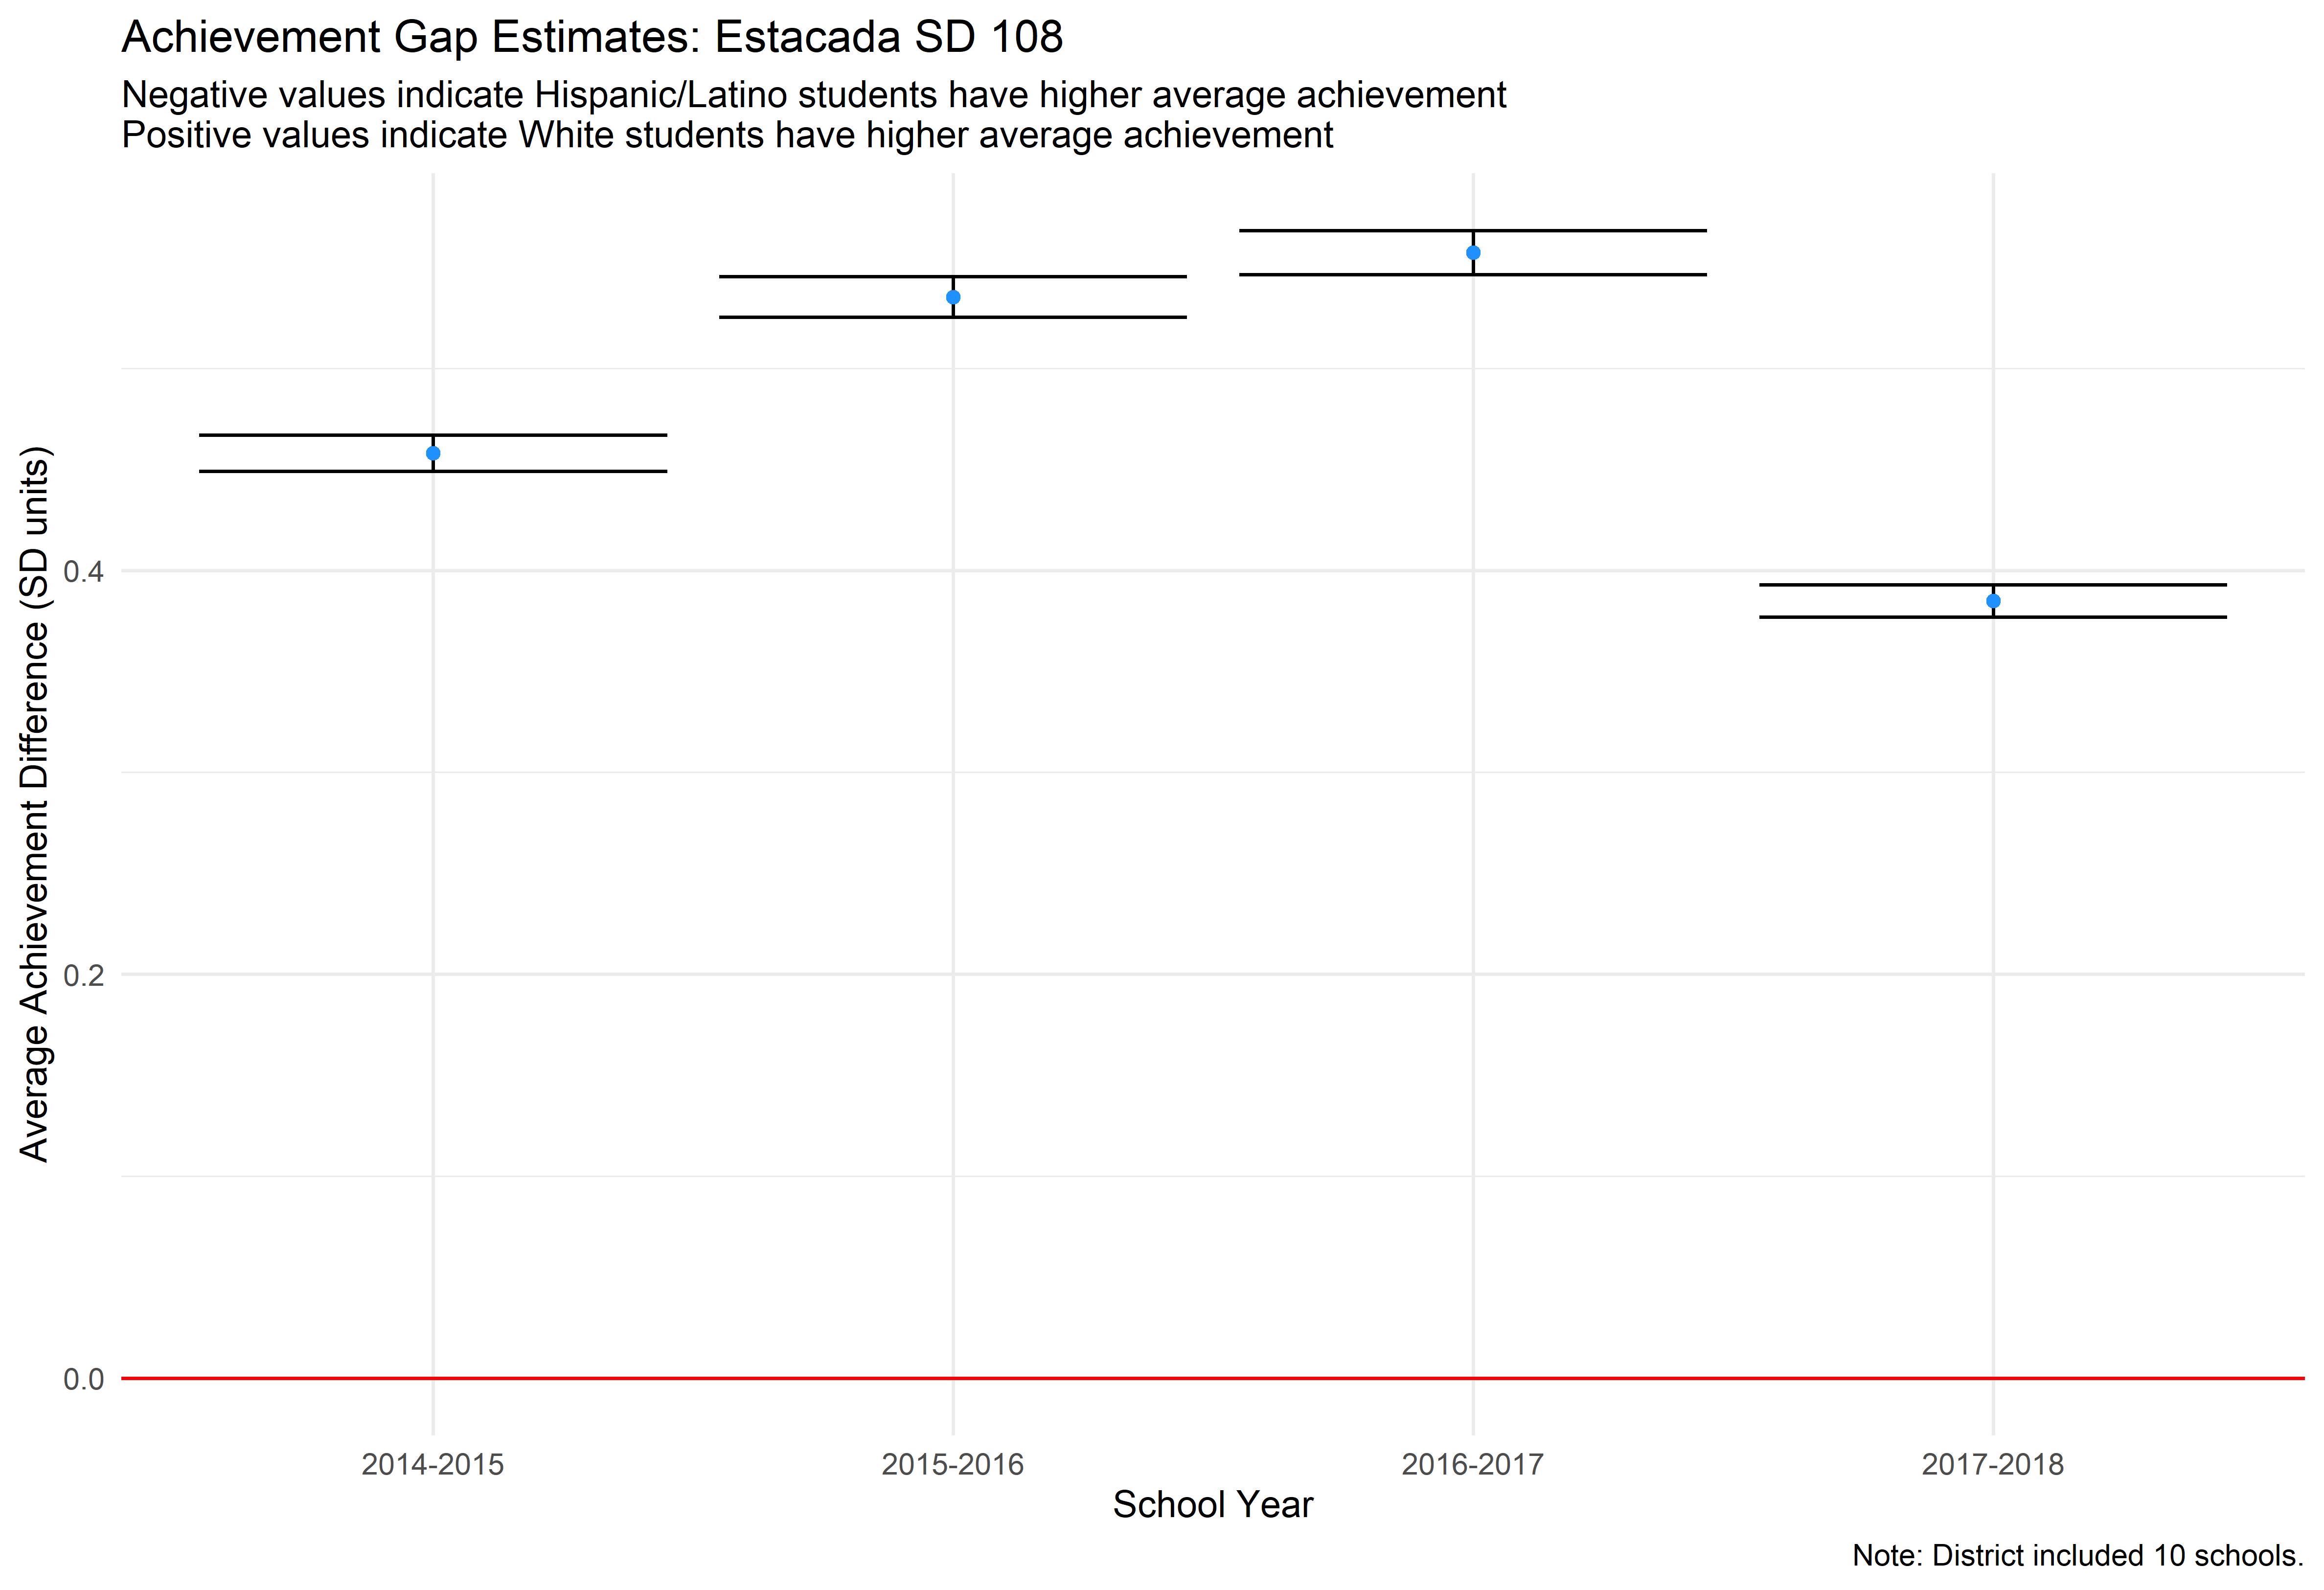 Achievement Gap Estimates: Estacada SD 108
Negative values indicate Hispanic/Latino students have higher average achievement
Positive values indicate White students have higher average achievement
Average Achievement Difference (SD units)
0.4
0.2
0.0
2014-2015
2015-2016
2016-2017
2017-2018
School Year
Note: District included 10 schools.